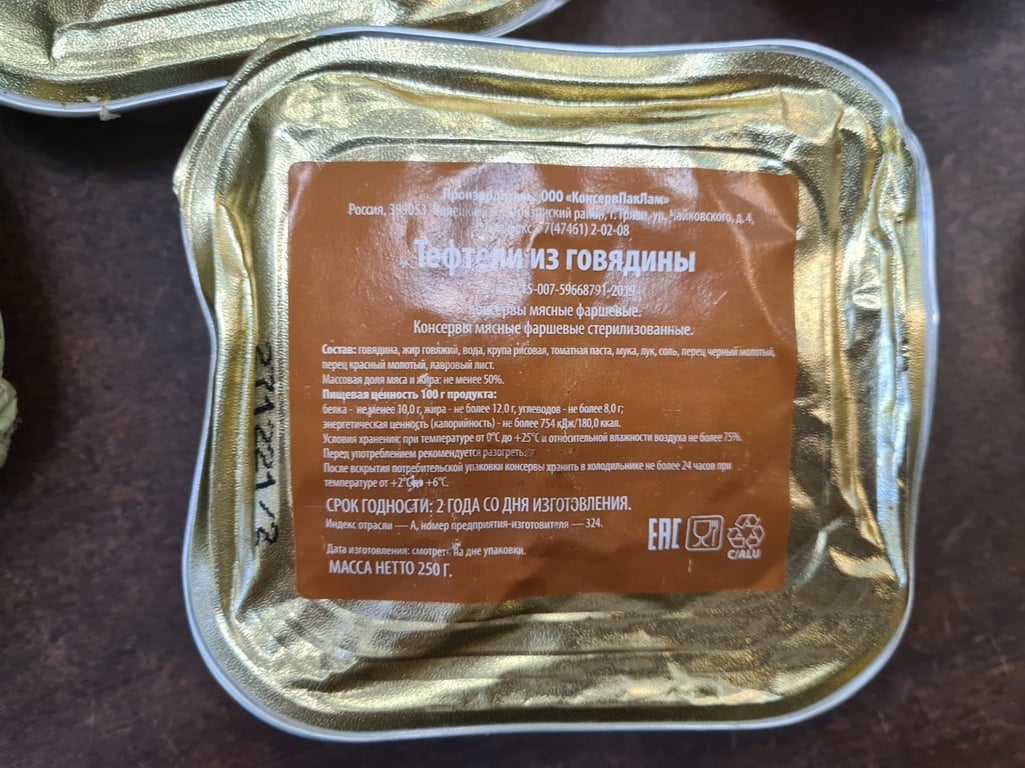 Производитель: ООО «КонсервПакЛам»
Россия, 399053, Липецкая район, г. Грязи, ул. Чайковского, д. 4,
7(47461) 2-02-08
Тефтели из говядины
15-007-59668791-2019
Консервы мясные фаршевые.
Консервы мясные фаршевые стерилизованные.
Состав: говядина, жир говяжий, вода, крупа рисовая, томатная паста, мука, лук, соль, перец черный молотый,
перец красный молотый, лавровый лист.
Массовая доля мяса и жира: не менее 50%.
Пищевая ценность 100 г продукта:
белка - не менее 10,0 г, жира - не более 12,0 г, углеводов - не более 8,0 г;
энергетическая ценность (калорийность) - не более 754 кДж/180,0 ккал.
Условия хранения: при температуре от 0°С до +25°С и относительной влажности воздуха не более 75%.
Перед употреблением рекомендуется разогреть.
После вскрытия потребительской упаковки консервы хранить в холодильнике не более 24 часов при
температуре от +2°С до +6°С.
СРОК ГОДНОСТИ: 2 ГОДА СО ДНЯ ИЗГОТОВЛЕНИЯ.
Индекс отрасли — А, номер предприятия-изготовителя — 324.
Дата изготовления: смотреть на дне упаковки.
МАССА НЕТТО 250 Г.
EAC
C/ALU